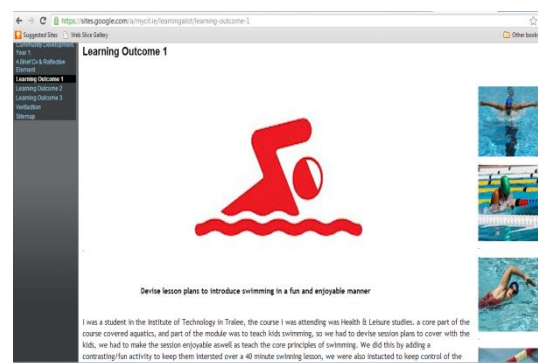 https://sites.google.com/a/mycit.ie/learningalot/learning-outcome-1
Suggested Sites
Web Slice Gallery
Other book
Community Development
Year 1.
A Brief Cv & Reflective
Element
Learning Outcome 1
Learning Outcome 2
Learning Outcome 3
Verification
Sitemap
Learning Outcome 1
Devise lesson plans to introduce swimming in a fun and enjoyable manner
I was a student in the Institute of Technology in Tralee, the course I was attending was Health & Leisure studies, a core part of the
course covered aquatics, and part of the module was to teach kids swimming, so we had to devise session plans to cover with the
kids, we had to make the session enjoyable aswell as teach the core principles of swimming. We did this by adding a
contrasting/fun activity to keep them intersted over a 40 minute swinning lesson, we were also instucted to keep control of the